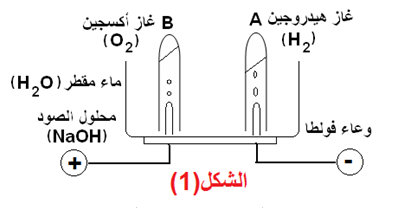 غاز هيدروجين A
(H₂)
B غاز أكسجين
(O₂)
ماء مقطر (H₂O)
محلول الصود
(NaOH)
وعاء فولطا
+
-
الشكل(1)